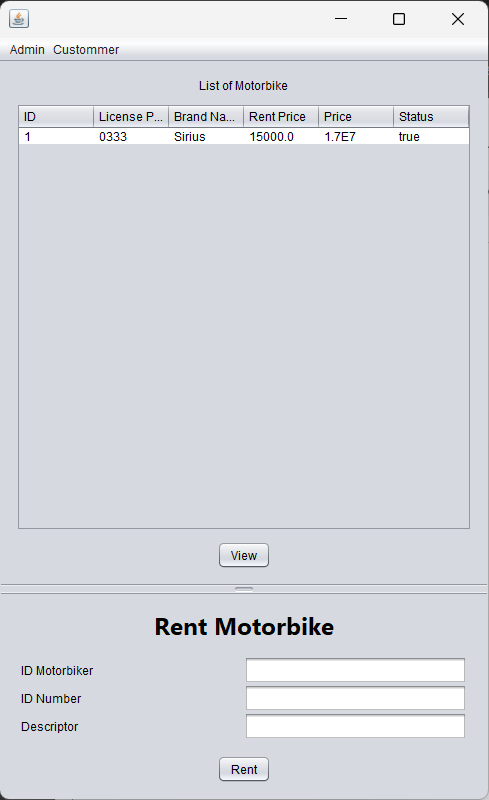 Admin Custommer
List of Motorbike
ID License P... Brand Na... Rent Price Price Status
1 0333 Sirius 15000.0 1.7E7 true
View
Rent Motorbike
ID Motorbiker
ID Number
Descriptor
Rent